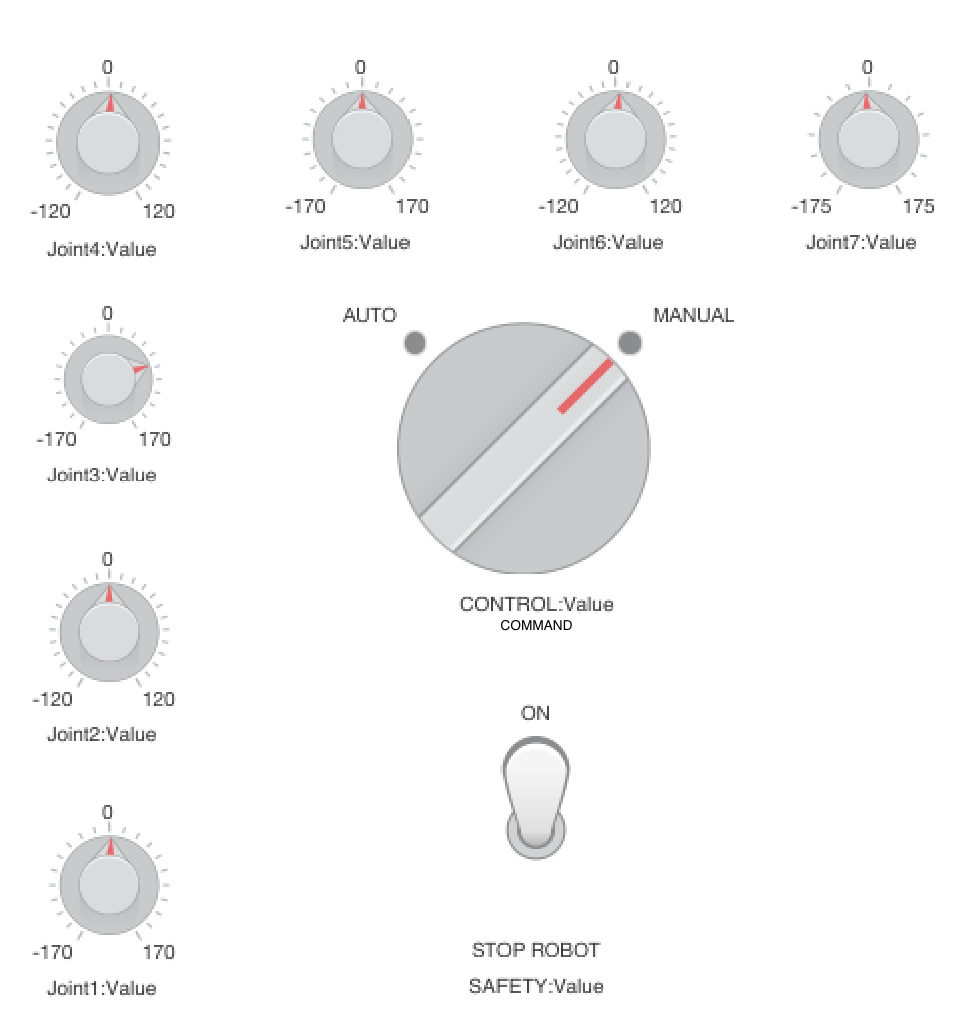 0
-120 120
Joint4:Value
0
-170 170
Joint5:Value
0
-120 120
Joint6:Value
0
-175 175
Joint7:Value
0
-170 170
Joint3:Value
AUTO MANUAL
CONTROL:Value
COMMAND
0
-120 120
Joint2:Value
ON
0
-170 170
Joint1:Value
STOP ROBOT
SAFETY:Value